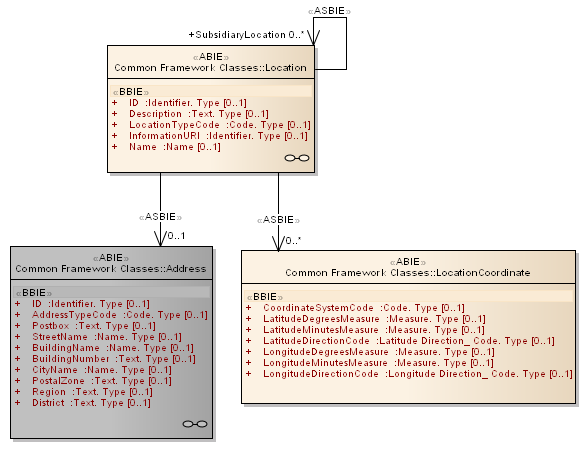 «ASBIE»
+SubsidiaryLocation 0..*
«ABIE»
Common Framework Classes::Location
«BBIE»
+ ID :Identifier. Type [0..1]
+ Description :Text. Type [0..1]
+ LocationTypeCode :Code. Type [0..1]
+ InformationURI :Identifier. Type [0..1]
+ Name :Name [0..1]
«ASBIE»
0..1
«ASBIE»
0..*
«ABIE»
Common Framework Classes::Address
«BBIE»
+ ID :Identifier. Type [0..1]
+ AddressTypeCode :Code. Type [0..1]
+ Postbox :Text. Type [0..1]
+ StreetName :Name. Type [0..1]
+ BuildingName :Name. Type [0..1]
+ BuildingNumber :Text. Type [0..1]
+ CityName :Name. Type [0..1]
+ PostalZone :Text. Type [0..1]
+ Region :Text. Type [0..1]
+ District :Text. Type [0..1]
«ABIE»
Common Framework Classes::LocationCoordinate
«BBIE»
+ CoordinateSystemCode :Code. Type [0..1]
+ LatitudeDegreesMeasure :Measure. Type [0..1]
+ LatitudeMinutesMeasure :Measure. Type [0..1]
+ LatitudeDirectionCode :Latitude Direction_ Code. Type [0..1]
+ LongitudeDegreesMeasure :Measure. Type [0..1]
+ LongitudeMinutesMeasure :Measure. Type [0..1]
+ LongitudeDirectionCode :Longitude Direction_ Code. Type [0..1]